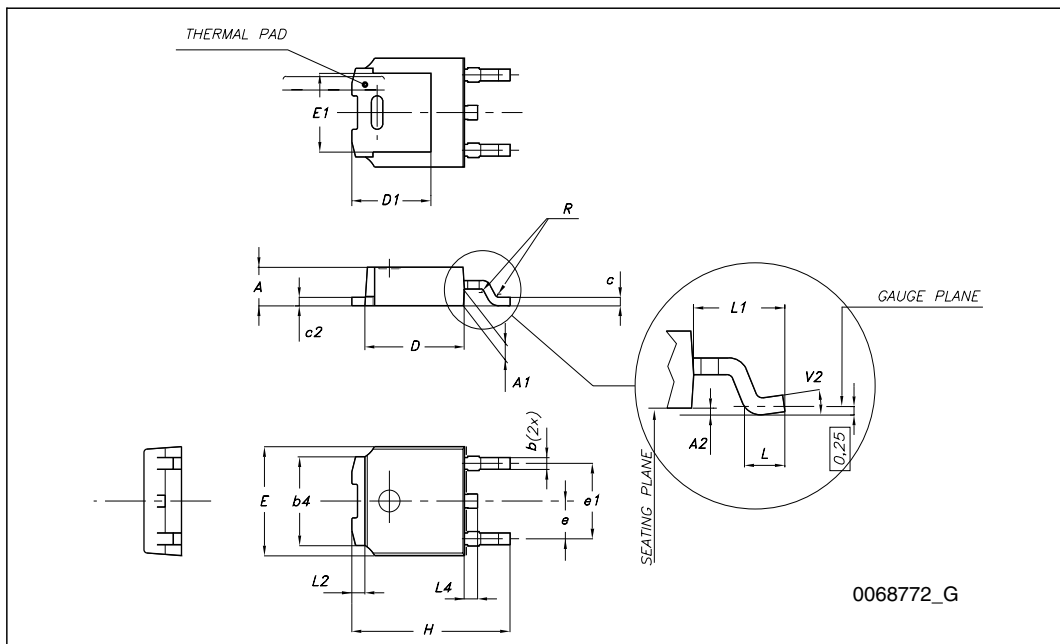 THERMAL PAD
E1
D1
R
A
c
c2
D
A1
L1
GAUGE PLANE
V2
A2
L
0,25
SEATING PLANE
b(2x)
E
b4
e
e1
L2
L4
H
0068772_G